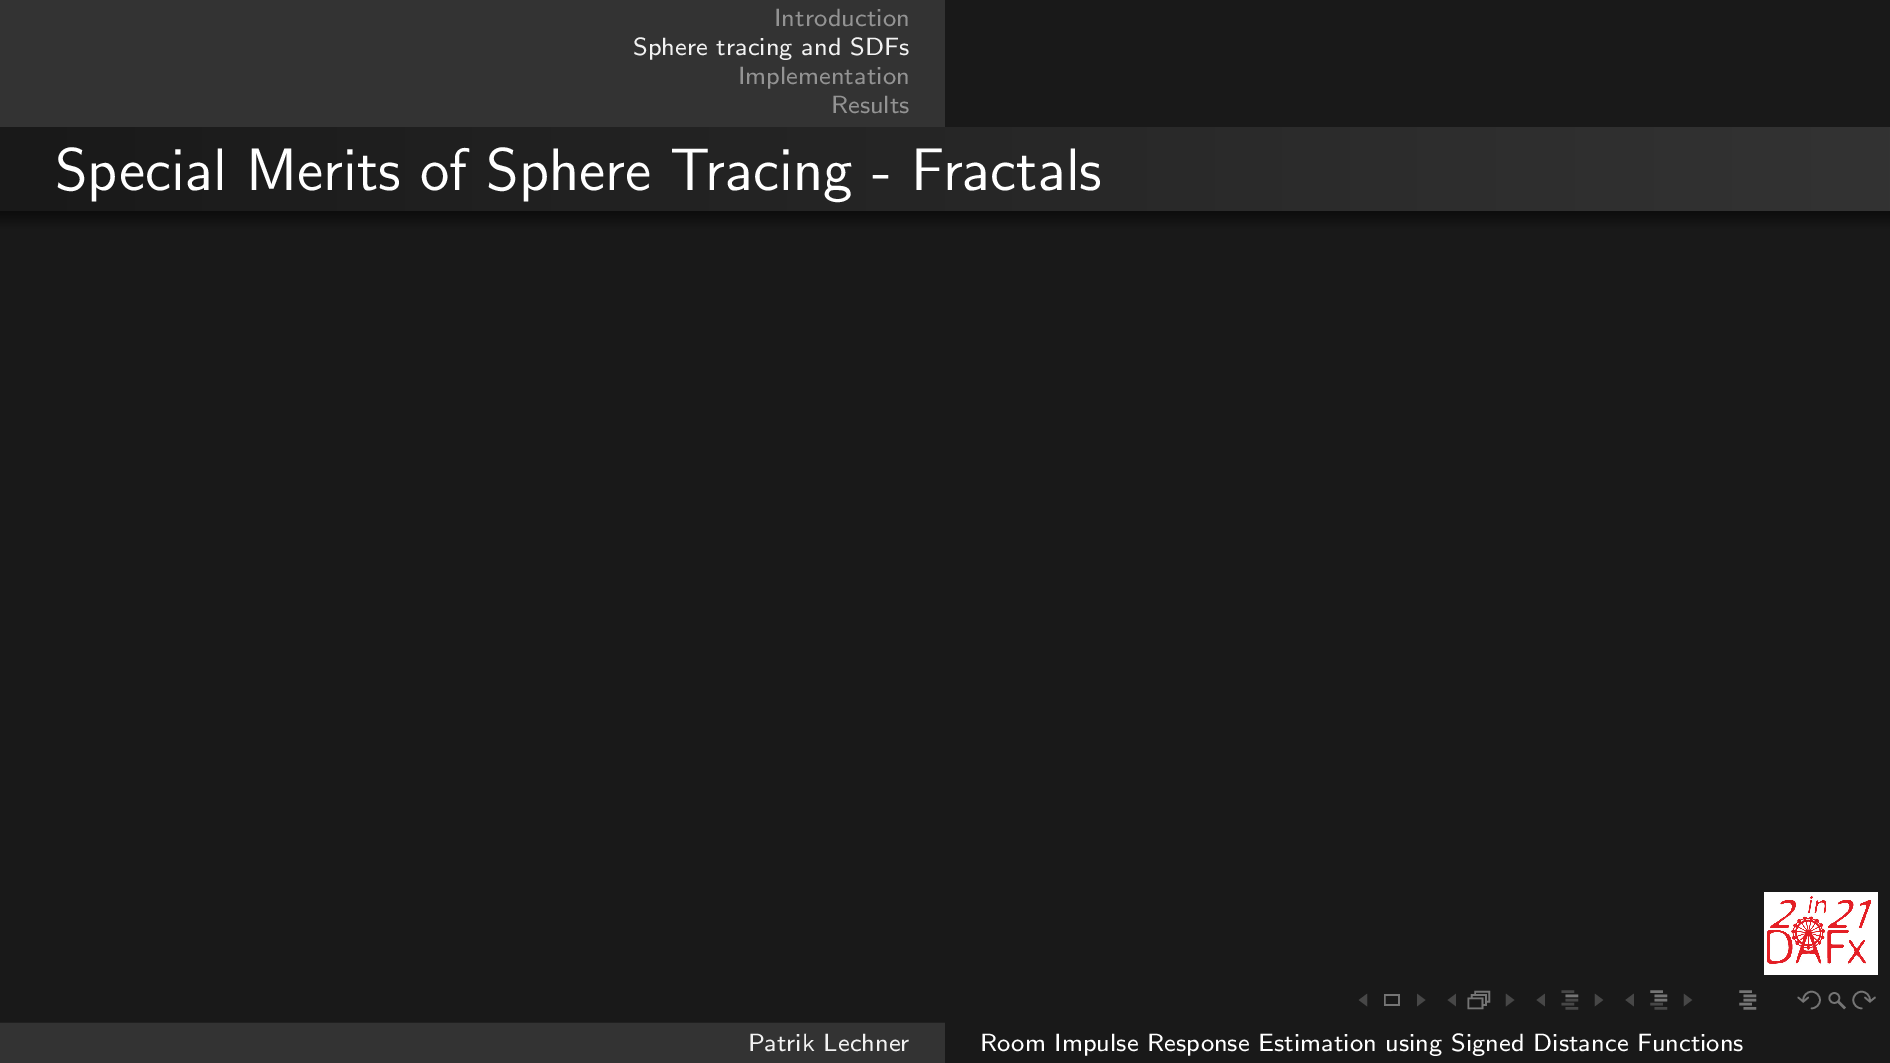 Introduction
Sphere tracing and SDFs
Implementation
Results
Special Merits of Sphere Tracing - Fractals
2 in 21
DAFx
Patrik Lechner
Room Impulse Response Estimation using Signed Distance Functions